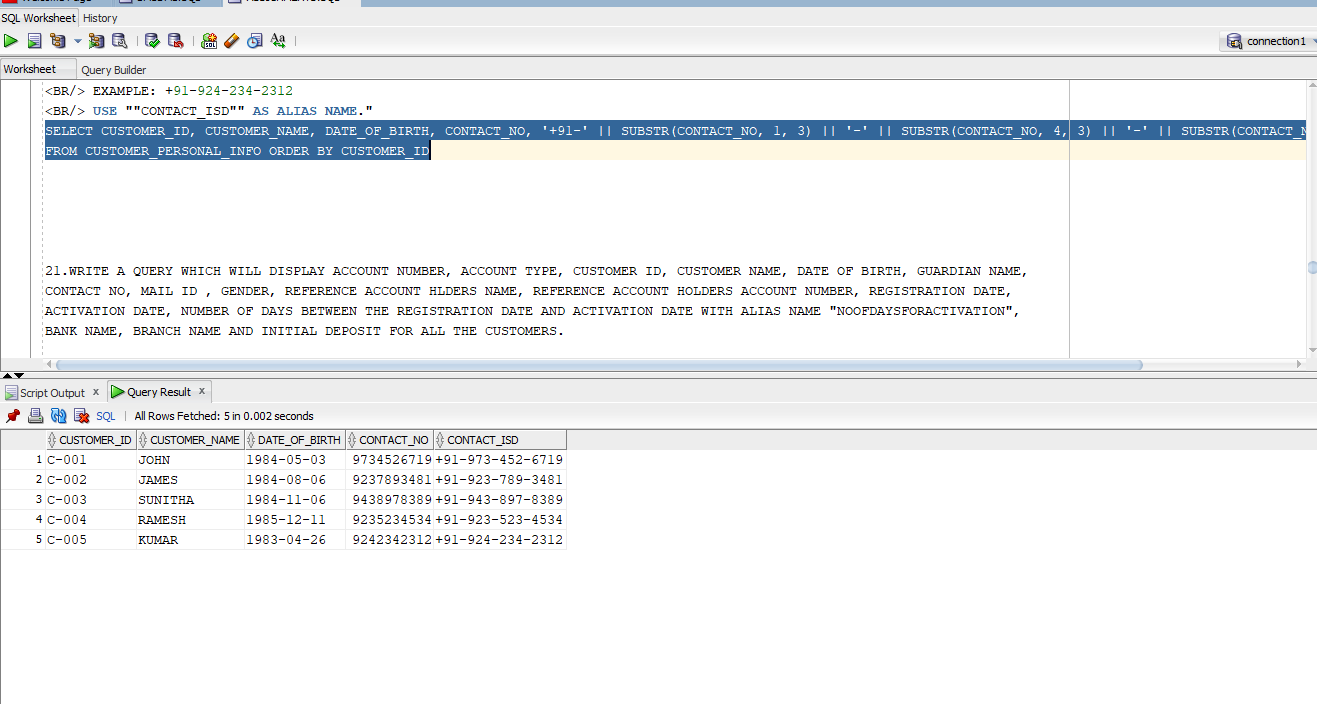 SQL Worksheet History
connection1
Worksheet Query Builder
<BR/> EXAMPLE: +91-924-234-2312
<BR/> USE ""CONTACT_ISD"" AS ALIAS NAME."
SELECT CUSTOMER_ID, CUSTOMER_NAME, DATE_OF_BIRTH, CONTACT_NO, '+91-' || SUBSTR(CONTACT_NO, 1, 3) || '-' || SUBSTR(CONTACT_NO, 4, 3) || '-' || SUBSTR(CONTACT_N
FROM CUSTOMER_PERSONAL_INFO ORDER BY CUSTOMER_ID
21.WRITE A QUERY WHICH WILL DISPLAY ACCOUNT NUMBER, ACCOUNT TYPE, CUSTOMER ID, CUSTOMER NAME, DATE OF BIRTH, GUARDIAN NAME,
CONTACT NO, MAIL ID , GENDER, REFERENCE ACCOUNT HLDERS NAME, REFERENCE ACCOUNT HOLDERS ACCOUNT NUMBER, REGISTRATION DATE,
ACTIVATION DATE, NUMBER OF DAYS BETWEEN THE REGISTRATION DATE AND ACTIVATION DATE WITH ALIAS NAME "NOOFDAYSFORACTIVATION",
BANK NAME, BRANCH NAME AND INITIAL DEPOSIT FOR ALL THE CUSTOMERS.
Script Output x Query Result x
SQL | All Rows Fetched: 5 in 0.002 seconds
CUSTOMER_ID CUSTOMER_NAME DATE_OF_BIRTH CONTACT_NO CONTACT_ISD
1 C-001 JOHN 1984-05-03 9734526719 +91-973-452-6719
2 C-002 JAMES 1984-08-06 9237893481 +91-923-789-3481
3 C-003 SUNITHA 1984-11-06 9438978389 +91-943-897-8389
4 C-004 RAMESH 1985-12-11 9235234534 +91-923-523-4534
5 C-005 KUMAR 1983-04-26 9242342312 +91-924-234-2312